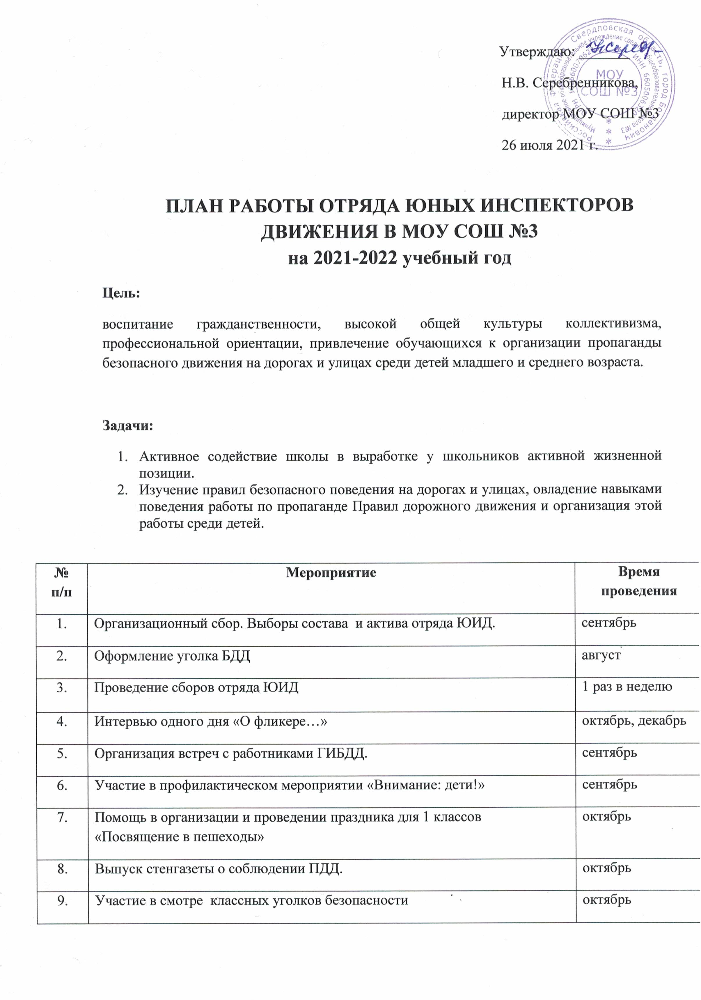 Утверждаю:
Н.В. Серебренникова,
директор МОУ СОШ №3
26 июля 2021 г.
Российская Федерация, Свердловская область, город Богданович
МОУ
СОШ №3
ИНН 6605006320
ПЛАН РАБОТЫ ОТРЯДА ЮНЫХ ИНСПЕКТОРОВ
ДВИЖЕНИЯ В МОУ СОШ №3
на 2021-2022 учебный год
Цель:
воспитание гражданственности, высокой общей культуры коллективизма,
профессиональной ориентации, привлечение обучающихся к организации пропаганды
безопасного движения на дорогах и улицах среди детей младшего и среднего возраста.
Задачи:
1. Активное содействие школы в выработке у школьников активной жизненной
позиции.
2. Изучение правил безопасного поведения на дорогах и улицах, овладение навыками
поведения работы по пропаганде Правил дорожного движения и организация этой
работы среди детей.
№ Мероприятие Время
п/п проведения
1. Организационный сбор. Выборы состава и актива отряда ЮИД. сентябрь
2. Оформление уголка БДД август
3. Проведение сборов отряда ЮИД 1 раз в неделю
4. Интервью одного дня «О фликере…» октябрь, декабрь
5. Организация встреч с работниками ГИБДД. сентябрь
6. Участие в профилактическом мероприятии «Внимание: дети!» сентябрь
7. Помощь в организации и проведении праздника для 1 классов октябрь
«Посвящение в пешеходы»
8. Выпуск стенгазеты о соблюдении ПДД. октябрь
9. Участие в смотре классных уголков безопасности октябрь